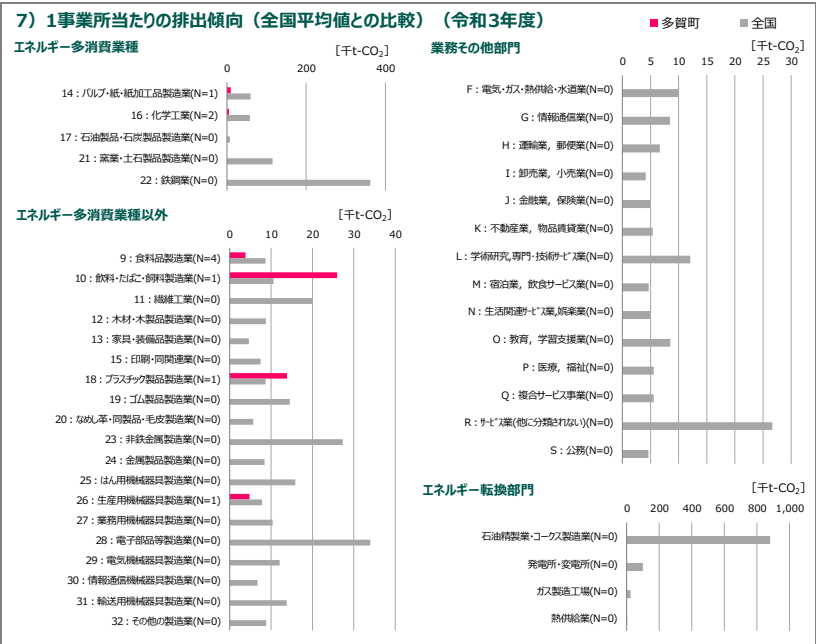 7）1事業所当たりの排出傾向（全国平均値との比較）（令和3年度）
■多賀町 ■全国
エネルギー多消費業種
[千t-CO₂]
0 200 400
14：パルプ・紙・紙加工品製造業(N=1)
16：化学工業(N=2)
17：石油製品・石炭製品製造業(N=0)
21：窯業・土石製品製造業(N=0)
22：鉄鋼業(N=0)
エネルギー多消費業種以外
[千t-CO₂]
0 10 20 30 40
9：食料品製造業(N=4)
10：飲料・たばこ・飼料製造業(N=1)
11：繊維工業(N=0)
12：木材・木製品製造業(N=0)
13：家具・装備品製造業(N=0)
15：印刷・同関連業(N=0)
18：プラスチック製品製造業(N=1)
19：ゴム製品製造業(N=0)
20：なめし革・同製品・毛皮製造業(N=0)
23：非鉄金属製造業(N=0)
24：金属製品製造業(N=0)
25：はん用機械器具製造業(N=0)
26：生産用機械器具製造業(N=1)
27：業務用機械器具製造業(N=0)
28：電子部品等製造業(N=0)
29：電気機械器具製造業(N=0)
30：情報通信機械器具製造業(N=0)
31：輸送用機械器具製造業(N=0)
32：その他の製造業(N=0)
業務その他部門
[千t-CO₂]
0 5 10 15 20 25 30
F：電気・ガス・熱供給・水道業(N=0)
G：情報通信業(N=0)
H：運輸業，郵便業(N=0)
I：卸売業，小売業(N=0)
J：金融業，保険業(N=0)
K：不動産業，物品賃貸業(N=0)
L：学術研究,専門・技術ｻｰﾋﾞｽ業(N=0)
M：宿泊業，飲食サービス業(N=0)
N：生活関連ｻｰﾋﾞｽ業,娯楽業(N=0)
O：教育，学習支援業(N=0)
P：医療，福祉(N=0)
Q：複合サービス事業(N=0)
R：ｻｰﾋﾞｽ業(他に分類されない)(N=0)
S：公務(N=0)
エネルギー転換部門
[千t-CO₂]
0 200 400 600 800 1,000
石油精製業・コークス製造業(N=0)
発電所・変電所(N=0)
ガス製造工場(N=0)
熱供給業(N=0)